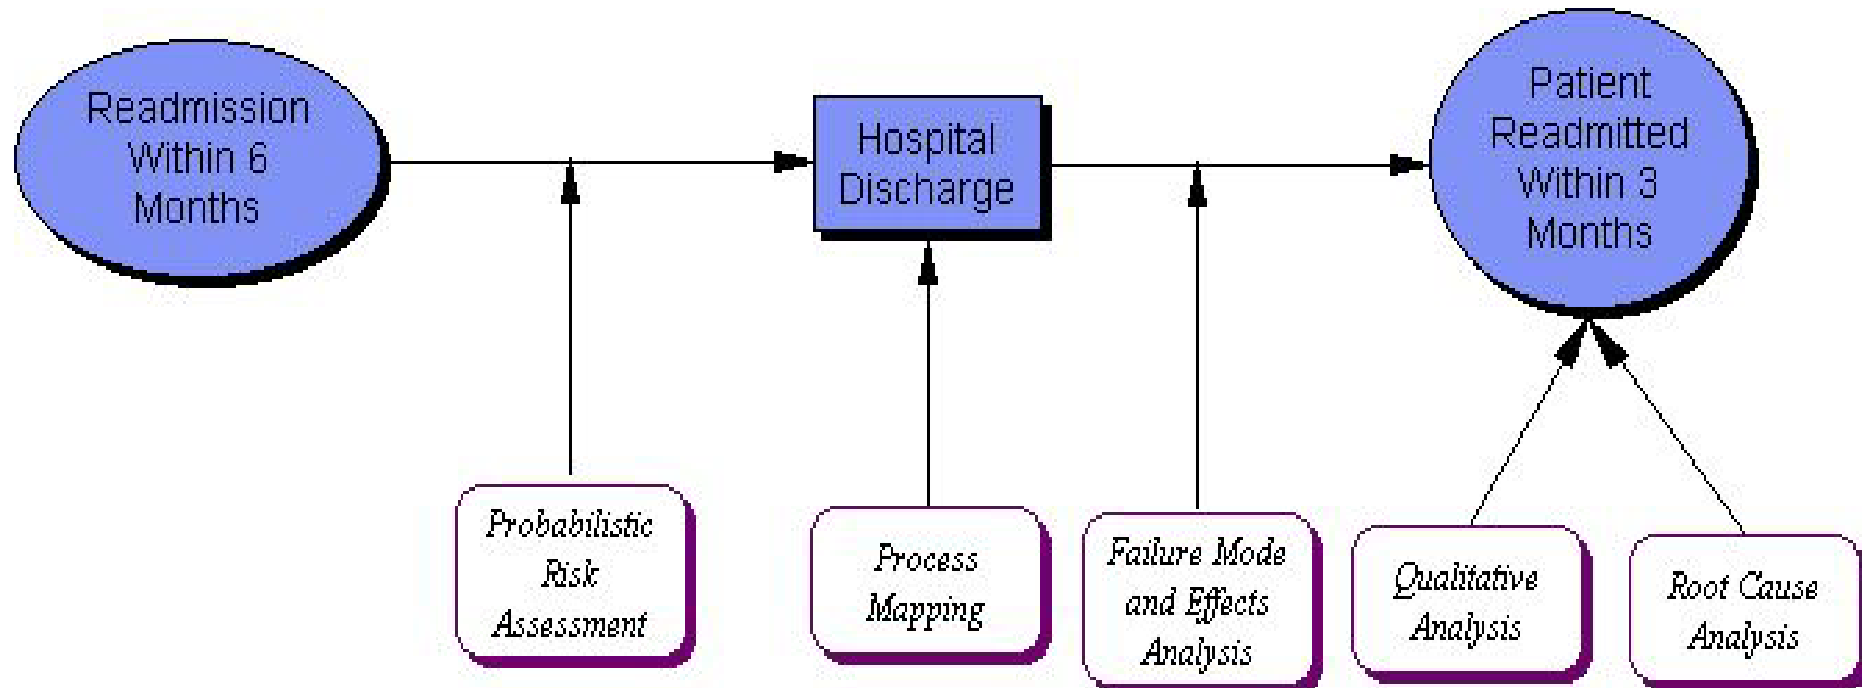 Readmission
Within 6
Months
Hospital
Discharge
Patient
Readmitted
Within 3
Months
Probabilistic
Risk
Assessment
Process
Mapping
Failure Mode
and Effects
Analysis
Qualitative
Analysis
Root Cause
Analysis